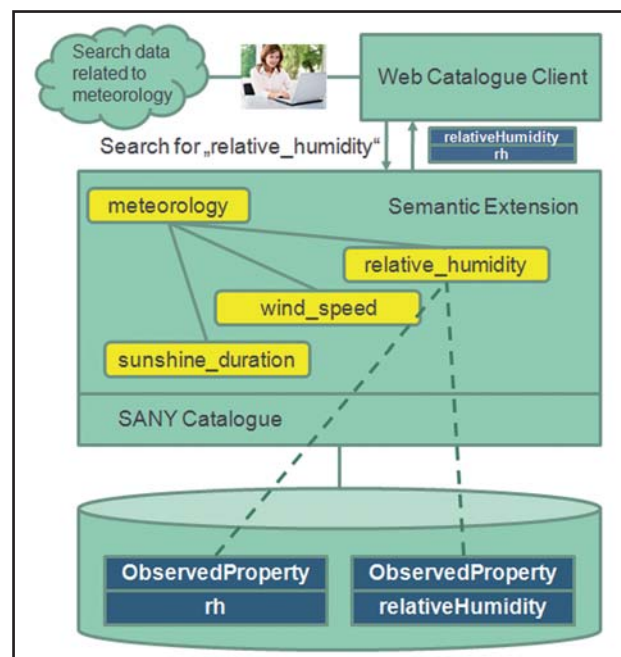 Search data
related to
meteorology
Web Catalogue Client
Search for „relative_humidity“
relativeHumidity
rh
meteorology
Semantic Extension
relative_humidity
wind_speed
sunshine_duration
SANY Catalogue
ObservedProperty
rh
ObservedProperty
relativeHumidity